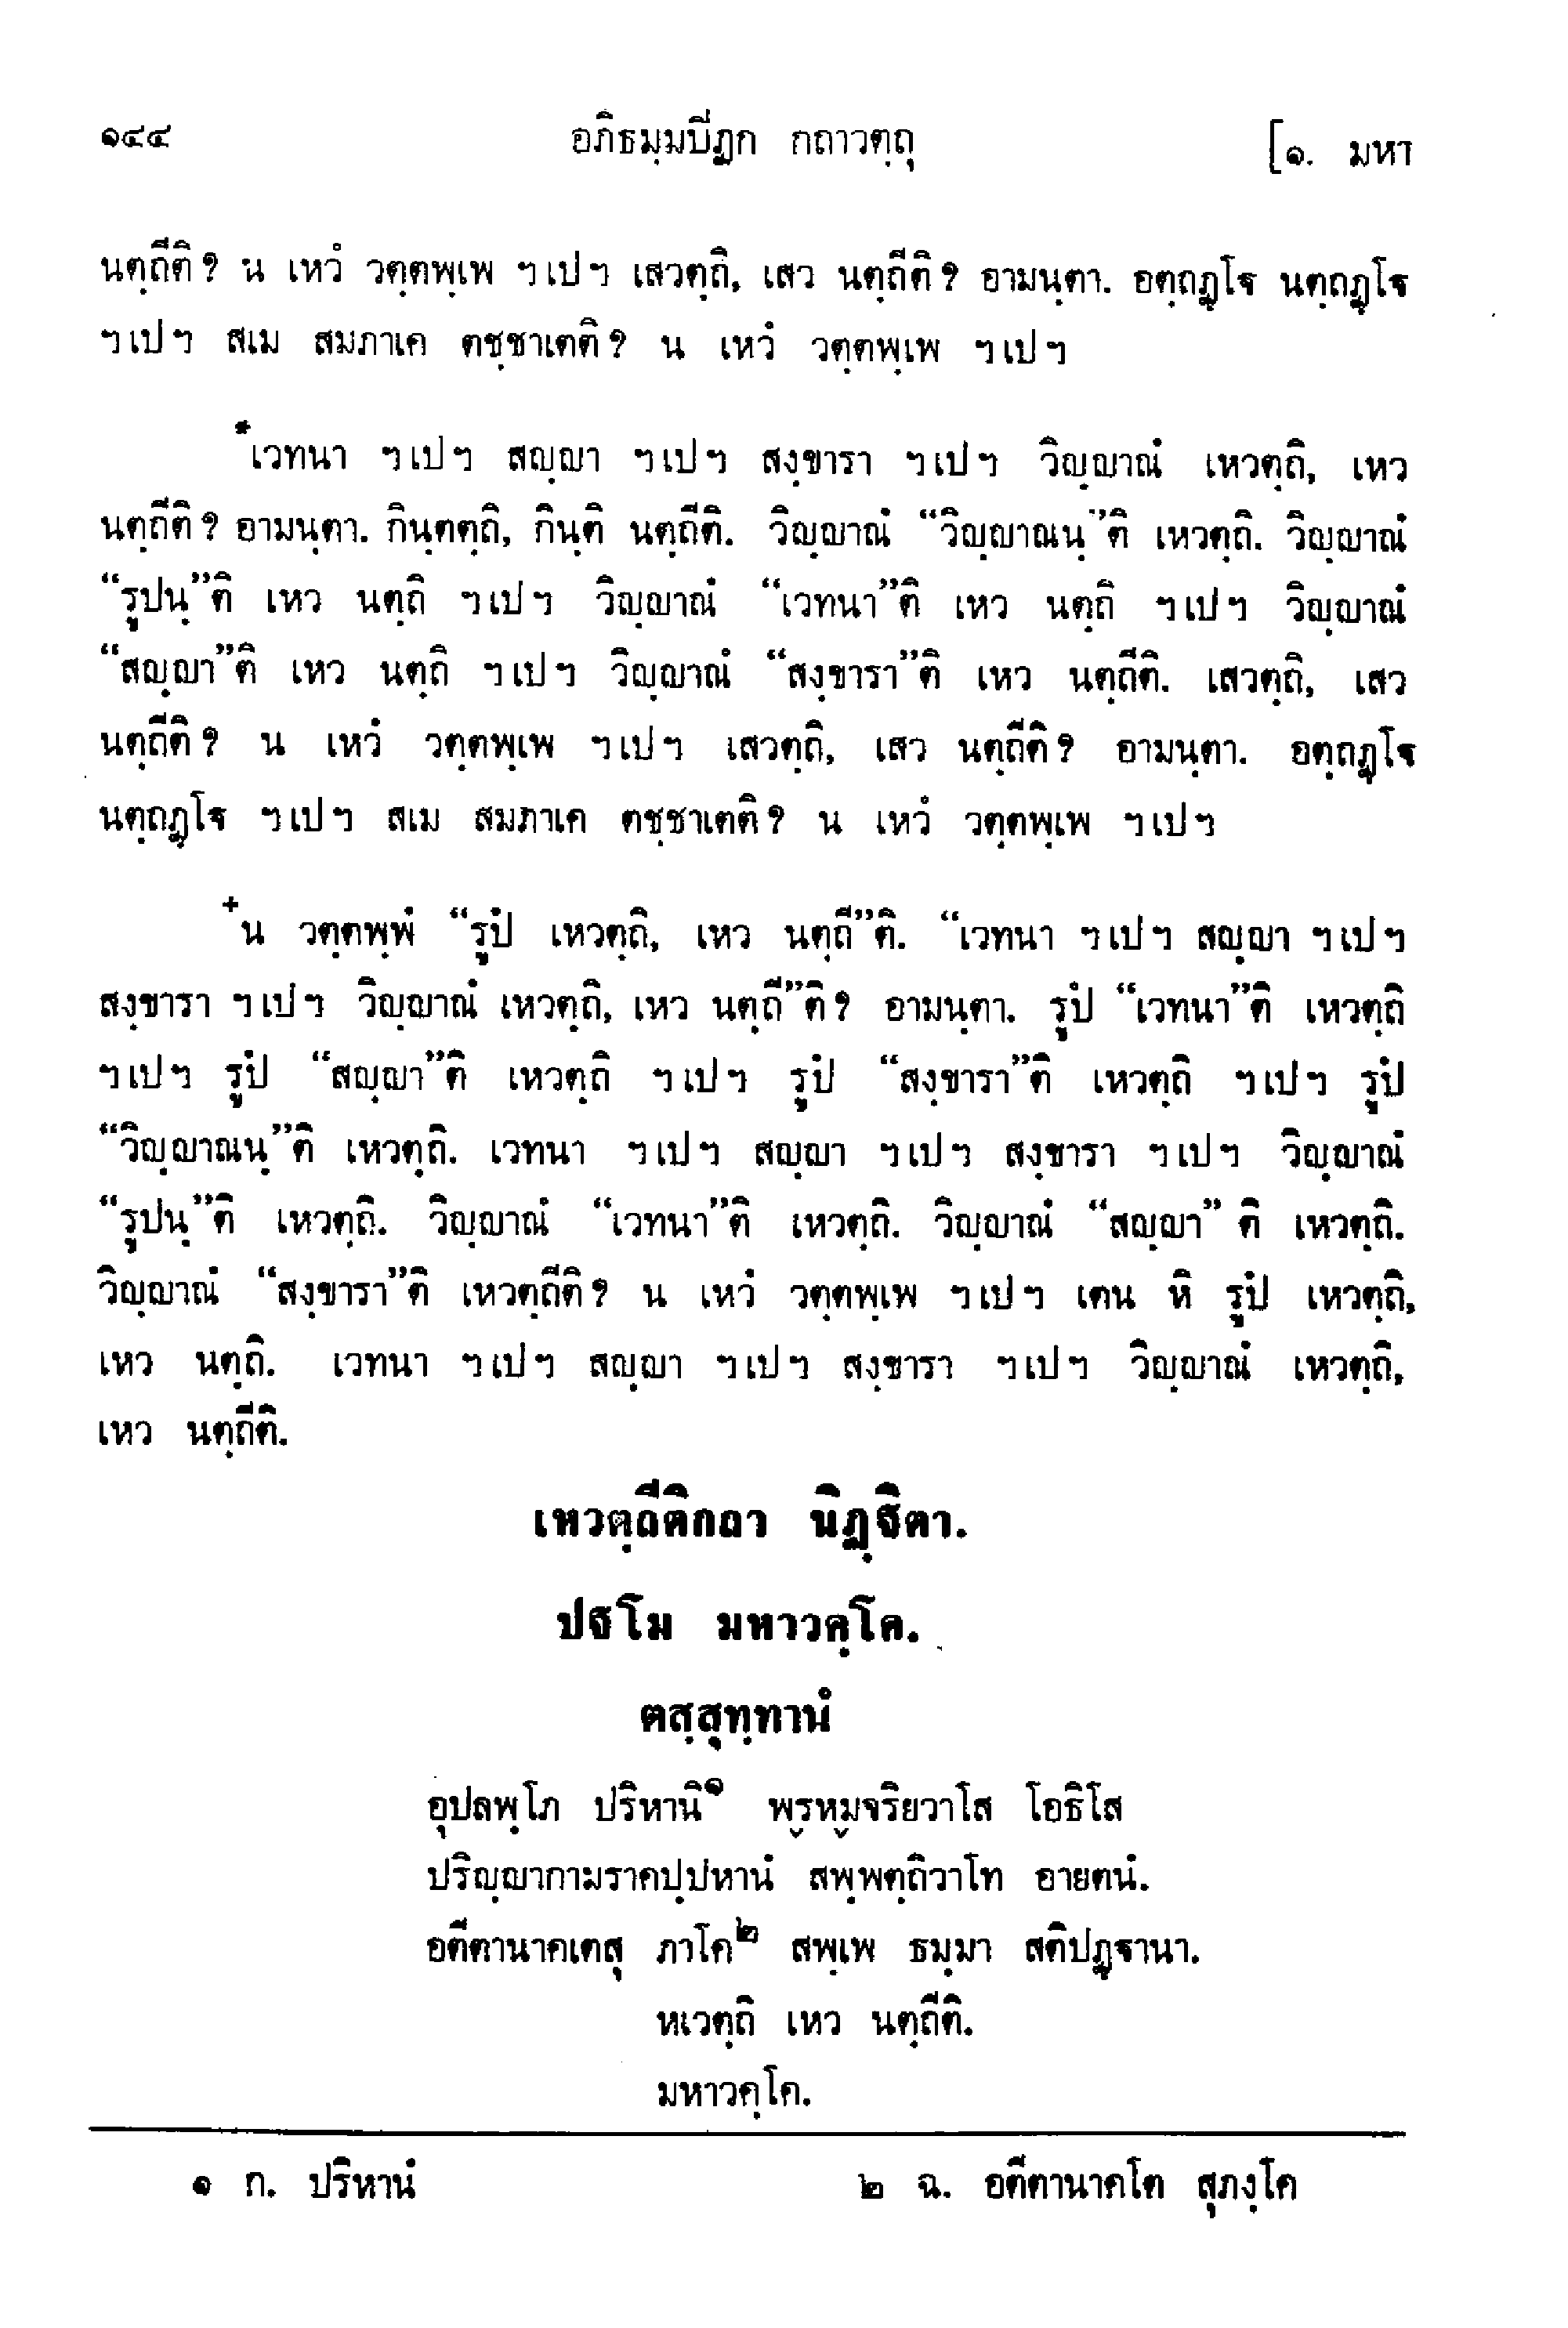 ๑๔๔ อภิธมฺมปิฏก กถาวตฺถุ [๑. มหา
นตฺถีติ? น เหวํ วตฺตพฺเพ ฯเปฯ เสวตฺถิ, เสว นตฺถีติ? อามนฺตา. อตฺถฏฺโฐ นตฺถฏฺโฐ
ฯเปฯ สเม สมภาเค ตชฺชาเตติ? น เหวํ วตฺตพฺเพ ฯเปฯ
*เวทนา ฯเปฯ สญฺญา ฯเปฯ สงฺขารา ฯเปฯ วิญฺญาณํ เหวตฺถิ, เหว
นตฺถีติ? อามนฺตา. กินฺตตฺถิ, กินฺติ นตฺถีติ. วิญฺญาณํ “วิญฺญาณนฺ”ติ เหวตฺถิ. วิญฺญาณํ
“รูปนฺ”ติ เหว นตฺถิ ฯเปฯ วิญฺญาณํ “เวทนา”ติ เหว นตฺถิ ฯเปฯ วิญฺญาณํ
“สญฺญา”ติ เหว นตฺถิ ฯเปฯ วิญฺญาณํ “สงฺขารา”ติ เหว นตฺถีติ. เสวตฺถิ, เสว
นตฺถีติ? น เหวํ วตฺตพฺเพ ฯเปฯ เสวตฺถิ, เสว นตฺถีติ? อามนฺตา. อตฺถฏฺโฐ
นตฺถฏฺโฐ ฯเปฯ สเม สมภาเค ตชฺชาเตติ? น เหวํ วตฺตพฺเพ ฯเปฯ
+น วตฺตพฺพํ “รูปํ เหวตฺถิ, เหว นตฺถี”ติ. “เวทนา ฯเปฯ สญฺญา ฯเปฯ
สงฺขารา ฯเปฯ วิญฺญาณํ เหวตฺถิ, เหว นตฺถี”ติ? อามนฺตา. รูปํ “เวทนา”ติ เหวตฺถิ
ฯเปฯ รูปํ “สญฺญา”ติ เหวตฺถิ ฯเปฯ รูปํ “สงฺขารา”ติ เหวตฺถิ ฯเปฯ รูปํ
“วิญฺญาณนฺ”ติ เหวตฺถิ. เวทนา ฯเปฯ สญฺญา ฯเปฯ สงฺขารา ฯเปฯ วิญฺญาณํ
“รูปนฺ”ติ เหวตฺถิ. วิญฺญาณํ “เวทนา”ติ เหวตฺถิ. วิญฺญาณํ “สญฺญา” ติ เหวตฺถิ.
วิญฺญาณํ “สงฺขารา”ติ เหวตฺถีติ? น เหวํ วตฺตพฺเพ ฯเปฯ เตน หิ รูปํ เหวตฺถิ,
เหว นตฺถิ. เวทนา ฯเปฯ สญฺญา ฯเปฯ สงฺขารา ฯเปฯ วิญฺญาณํ เหวตฺถิ,
เหว นตฺถีติ.
เหวตฺถีติกถา นิฏฺฐิตา.
ปฐโม มหาวคฺโค.
ตสฺสุทฺทานํ
อุปลพฺโภ ปริหานิ๑ พฺรหฺมจริยวาโส โอธิโส
ปริญฺญากามราคปฺปหานํ สพฺพตฺถิวาโท อายตนํ.
อตีตานาคเตสุ ภาโค๒ สพฺเพ ธมฺมา สติปฏฺฐานา.
หเวตฺถิ เหว นตฺถีติ.
มหาวคฺโค.
๑ ก. ปริหานํ ๒ ฉ. อตีตานาคโต สุภงฺโค